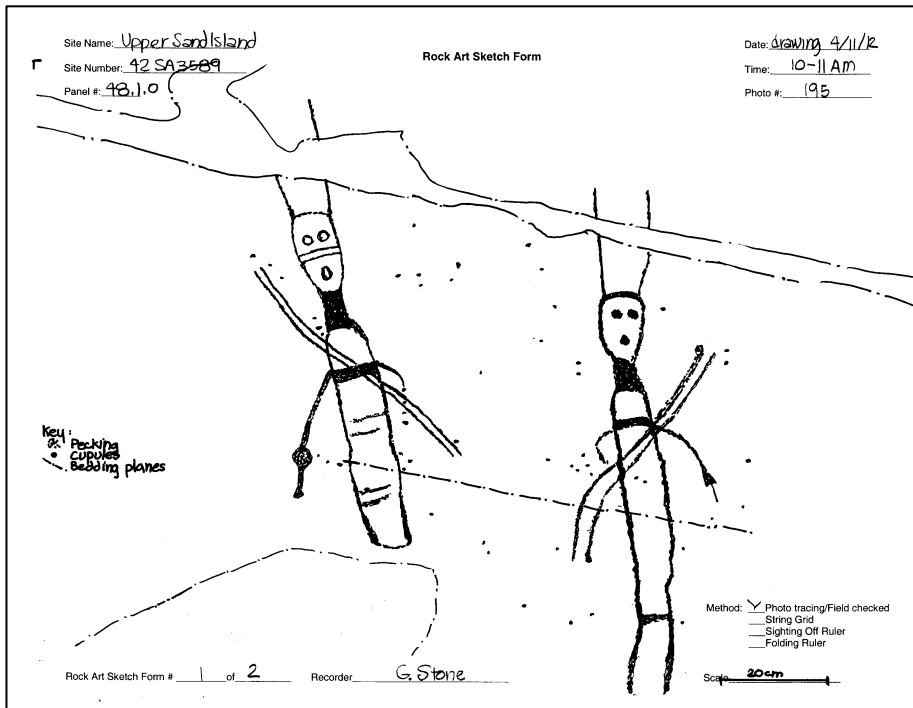 Site Name: Upper Sand Island
Site Number: 42 SA3589
Panel #: 48.1.0
Rock Art Sketch Form
Date: drawing 4/11/12
Time: 10-11 AM
Photo #: 195
Key:
Pecking
cupules
Bedding planes
Method: Photo tracing/Field checked
String Grid
Sighting Off Ruler
Folding Ruler
Rock Art Sketch Form # 1 of 2 Recorder G. Stone
Scale 20cm